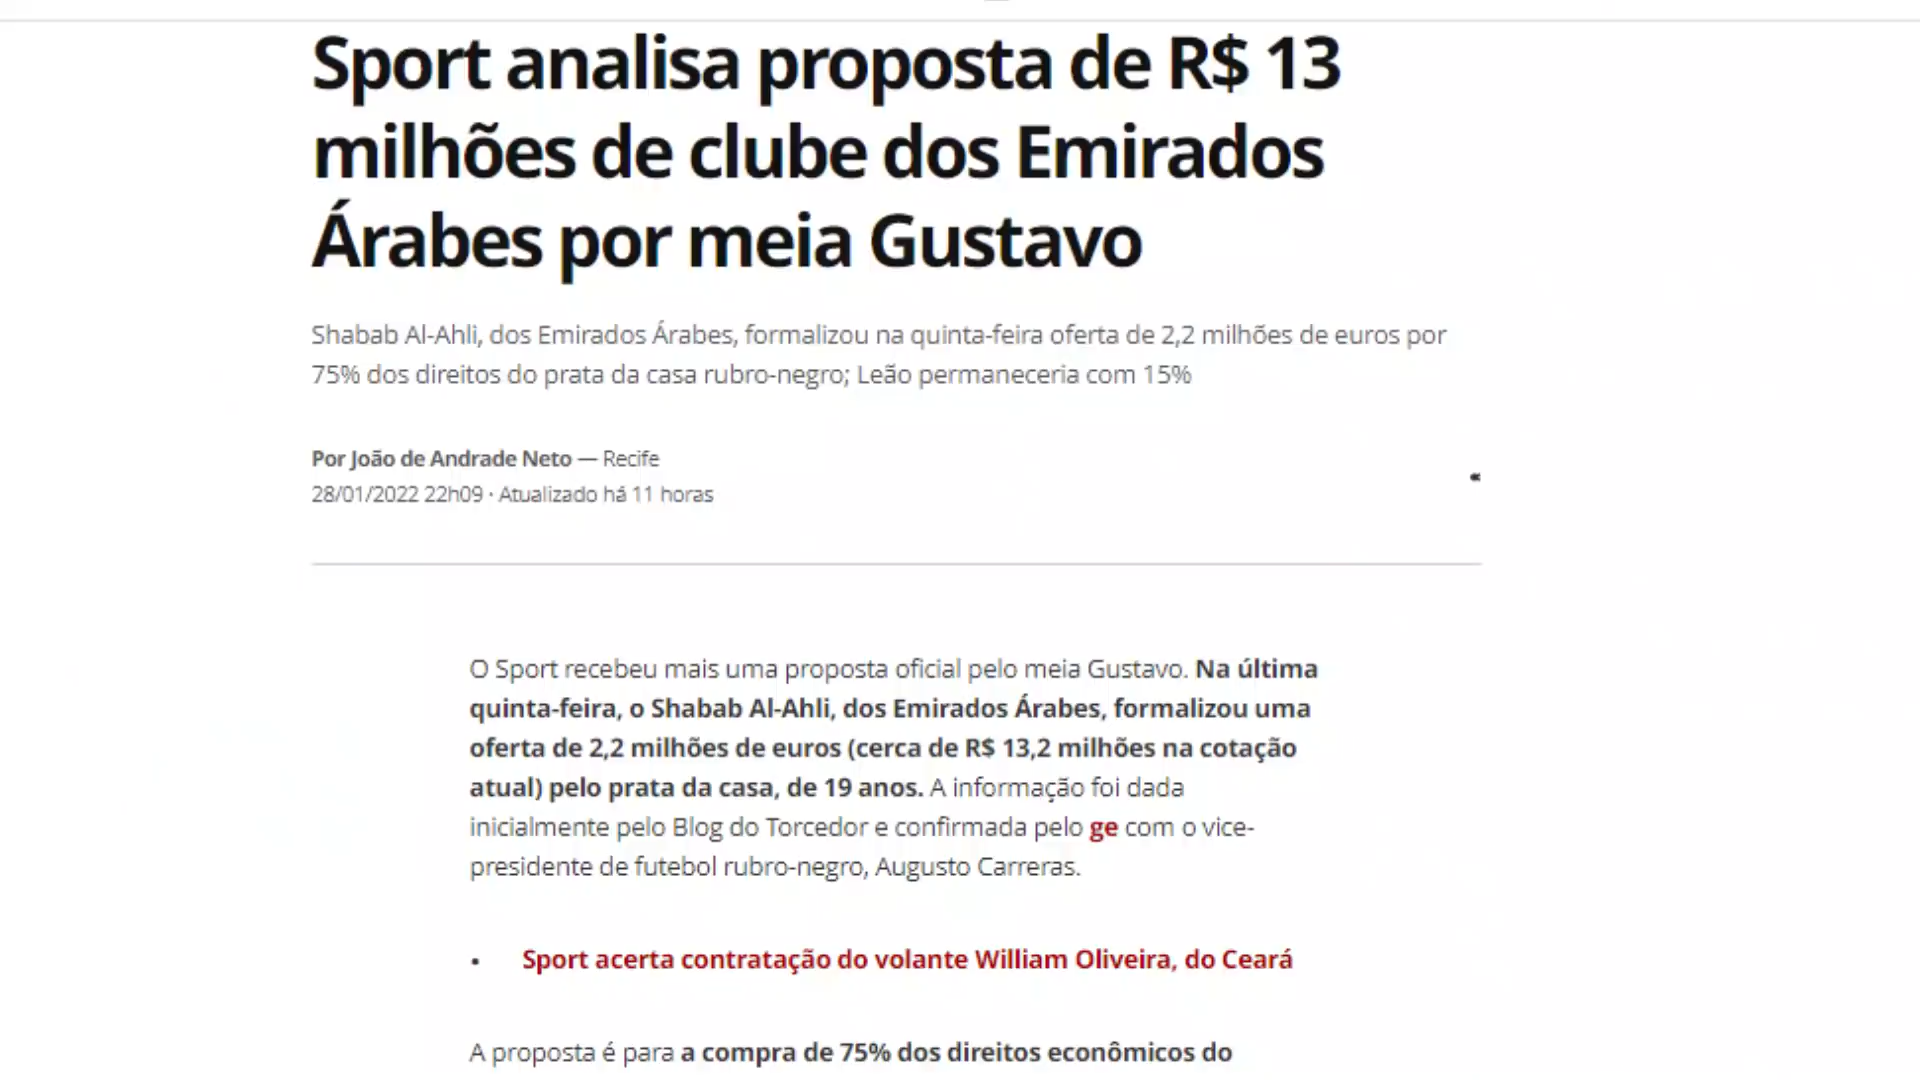 Sport analisa proposta de R$ 13
milhões de clube dos Emirados
Árabes por meia Gustavo
Shabab Al-Ahli, dos Emirados Árabes, formalizou na quinta-feira oferta de 2,2 milhões de euros por
75% dos direitos do prata da casa rubro-negro; Leão permaneceria com 15%
Por João de Andrade Neto — Recife
28/01/2022 22h09 · Atualizado há 11 horas
O Sport recebeu mais uma proposta oficial pelo meia Gustavo. Na última
quinta-feira, o Shabab Al-Ahli, dos Emirados Árabes, formalizou uma
oferta de 2,2 milhões de euros (cerca de R$ 13,2 milhões na cotação
atual) pelo prata da casa, de 19 anos. A informação foi dada
inicialmente pelo Blog do Torcedor e confirmada pelo ge com o vice-
presidente de futebol rubro-negro, Augusto Carreras.
• Sport acerta contratação do volante William Oliveira, do Ceará
A proposta é para a compra de 75% dos direitos econômicos do